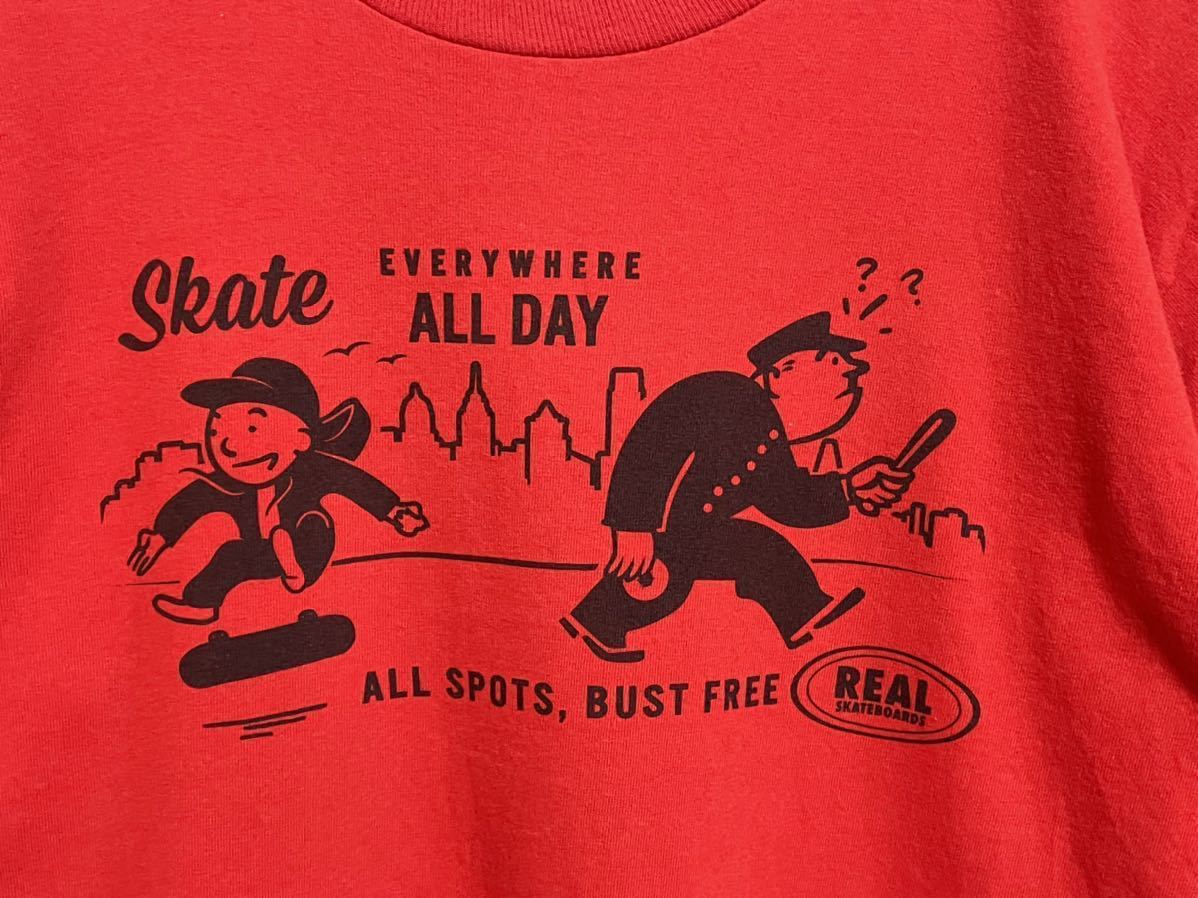 Skate
EVERYWHERE
ALL DAY
? ?
ALL SPOTS, BUST FREE
REAL
SKATEBOARDS